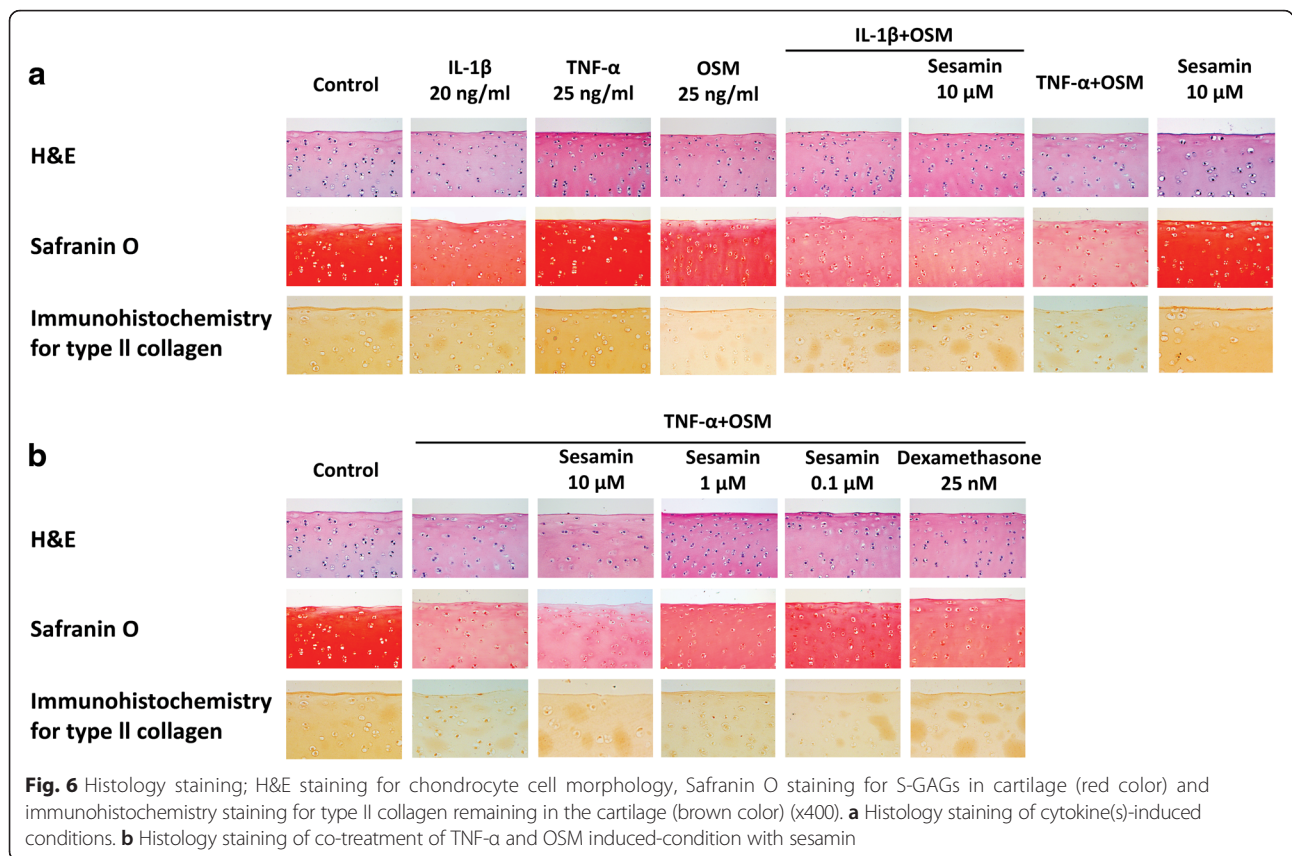 IL-1β+OSM
a
Control
IL-1β
20 ng/ml
TNF-α
25 ng/ml
OSM
25 ng/ml
Sesamin
10 μM
TNF-α+OSM
Sesamin
10 μM
H&E
Safranin O
Immunohistochemistry
for type II collagen
TNF-α+OSM
b
Control
Sesamin
10 μM
Sesamin
1 μM
Sesamin
0.1 μM
Dexamethasone
25 nM
H&E
Safranin O
Immunohistochemistry
for type II collagen
Fig. 6 Histology staining; H&E staining for chondrocyte cell morphology, Safranin O staining for S-GAGs in cartilage (red color) and
immunohistochemistry staining for type II collagen remaining in the cartilage (brown color) (x400). a Histology staining of cytokine(s)-induced
conditions. b Histology staining of co-treatment of TNF-α and OSM induced-condition with sesamin